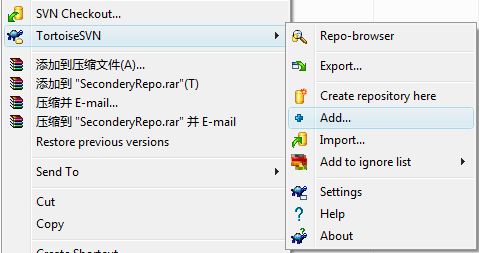 SVN Checkout...
TortoiseSVN
添加到压缩文件(A)...
添加到 "SeconderyRepo.rar"(T)
压缩并 E-mail...
压缩到 "SeconderyRepo.rar" 并 E-mail
Restore previous versions
Send To
Cut
Copy
Create Shortcut
Repo-browser
Export...
Create repository here
Add...
Import...
Add to ignore list
Settings
Help
About